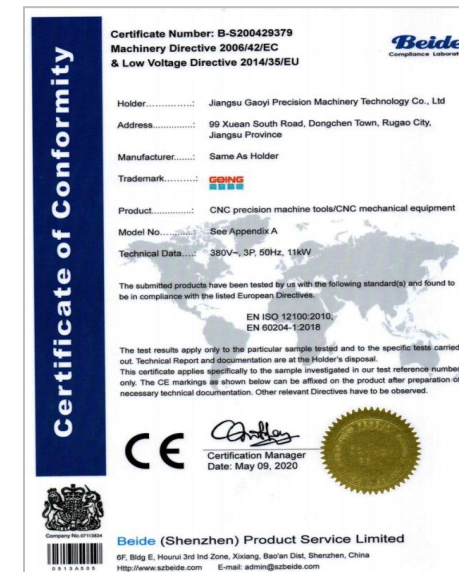 Certificate of Conformity
Certificate Number: B-S200429379
Machinery Directive 2006/42/EC
& Low Voltage Directive 2014/35/EU
Beide
Compliance Laborat
Holder..............: Jiangsu Gaoyi Precision Machinery Technology Co., Ltd
Address..............: 99 Xuean South Road, Dongchen Town, Rugao City,
Jiangsu Province
Manufacturer.......: Same As Holder
Trademark..........: GOING
Product...............: CNC precision machine tools/CNC mechanical equipment
Model No............: See Appendix A
Technical Data....: 380V~, 3P, 50Hz, 11kW
The submitted products have been tested by us with the following standard(s) and found to
be in compliance with the listed European Directives.
EN ISO 12100:2010,
EN 60204-1:2018
The test results apply only to the particular sample tested and to the specific tests carried
out. Technical Report and documentation are at the Holder's disposal.
This certificate applies specifically to the sample investigated in our test reference number
only. The CE markings as shown below can be affixed on the product after preparation of
necessary technical documentation. Other relevant Directives have to be observed.
CE
Certification Manager
Date: May 09, 2020
Company No.07113834
0513A505
Beide (Shenzhen) Product Service Limited
6F, Bldg E, Hourui 3rd Ind Zone, Xixiang, Bao'an Dist, Shenzhen, China
Http://www.szbeide.com E-mail: admin@szbeide.com